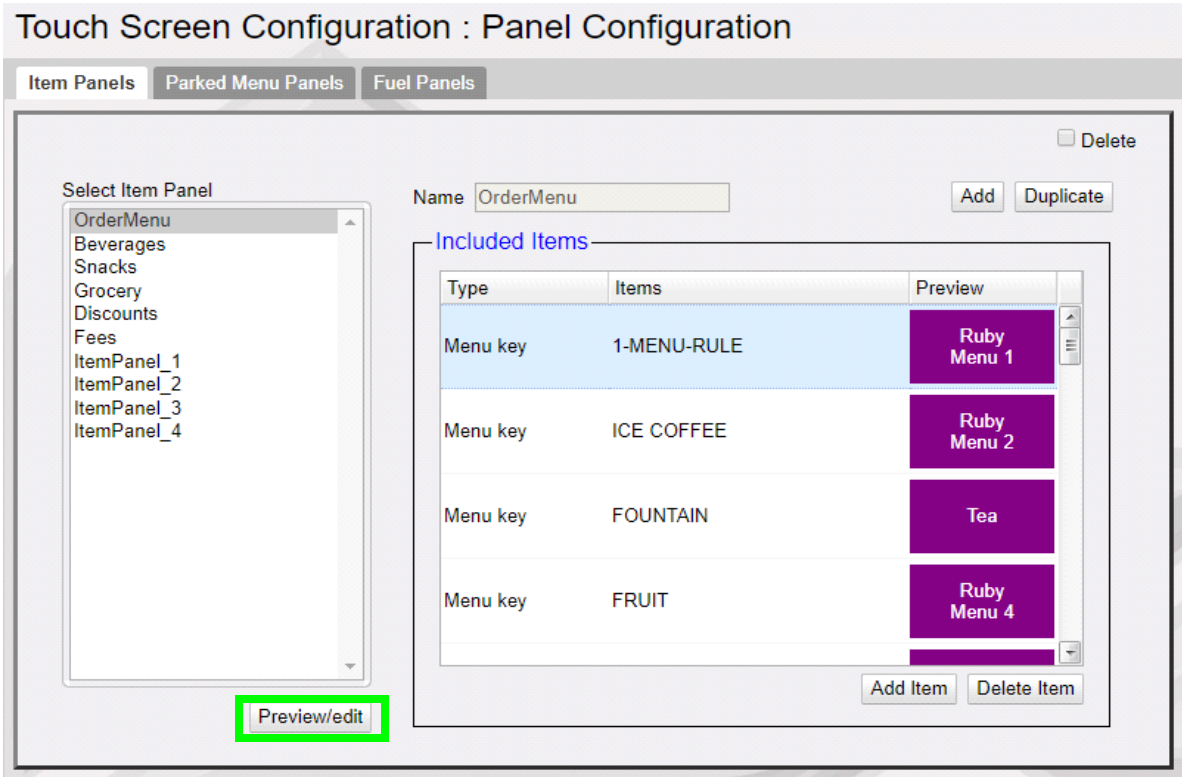 Touch Screen Configuration : Panel Configuration
Item Panels Parked Menu Panels Fuel Panels
Delete
Select Item Panel
OrderMenu
Beverages
Snacks
Grocery
Discounts
Fees
ItemPanel_1
ItemPanel_2
ItemPanel_3
ItemPanel_4
Preview/edit
Name OrderMenu
Add Duplicate
Included Items
Type Items Preview
Menu key 1-MENU-RULE Ruby
Menu 1
Menu key ICE COFFEE Ruby
Menu 2
Menu key FOUNTAIN Tea
Menu key FRUIT Ruby
Menu 4
Add Item Delete Item